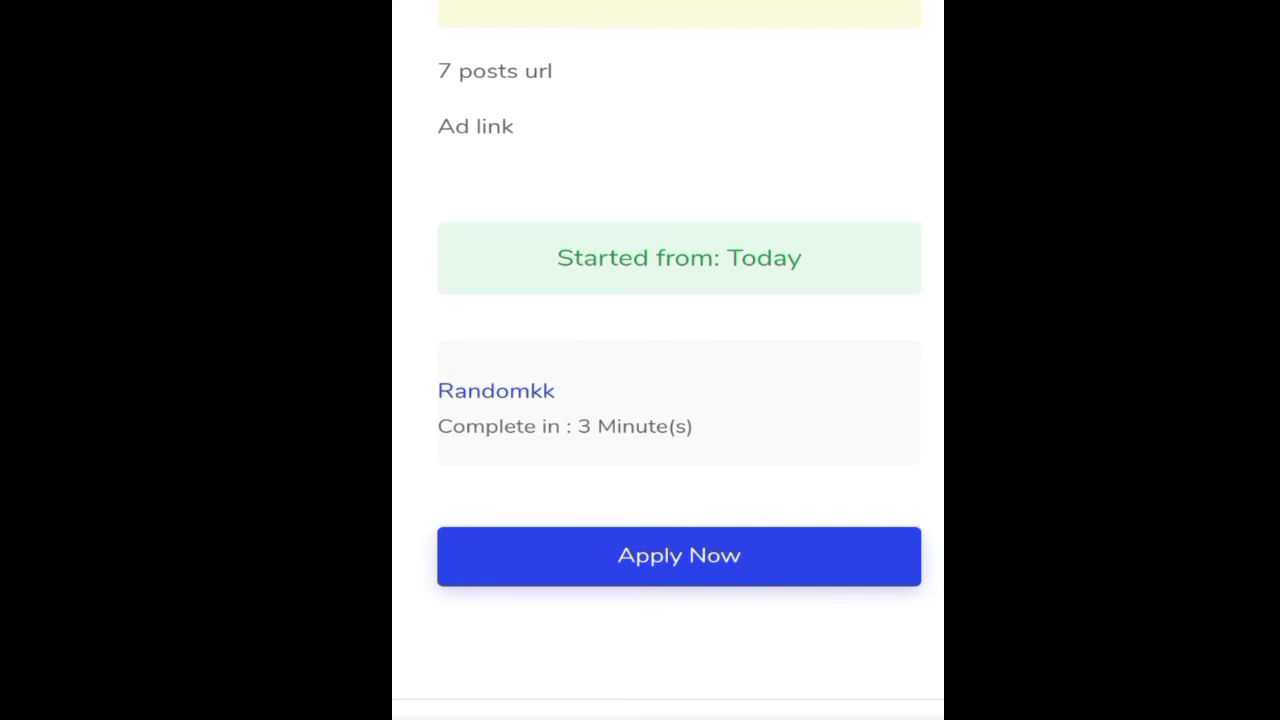 7 posts url
Ad link
Started from: Today
Randomkk
Complete in : 3 Minute(s)
Apply Now